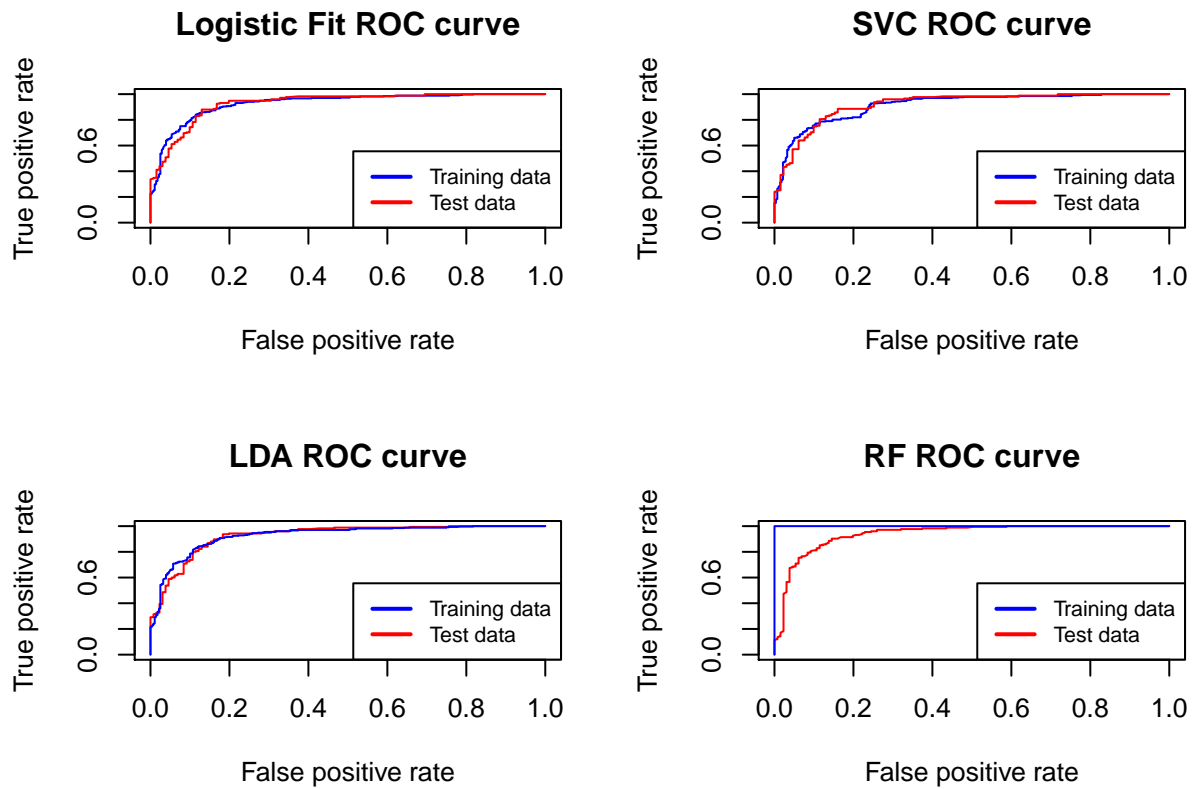 Logistic Fit ROC curve
True positive rate
0.0 0.6
Training data
Test data
0.0 0.2 0.4 0.6 0.8 1.0
False positive rate
SVC ROC curve
True positive rate
0.0 0.6
Training data
Test data
0.0 0.2 0.4 0.6 0.8 1.0
False positive rate
LDA ROC curve
True positive rate
0.0 0.6
Training data
Test data
0.0 0.2 0.4 0.6 0.8 1.0
False positive rate
RF ROC curve
True positive rate
0.0 0.6
Training data
Test data
0.0 0.2 0.4 0.6 0.8 1.0
False positive rate